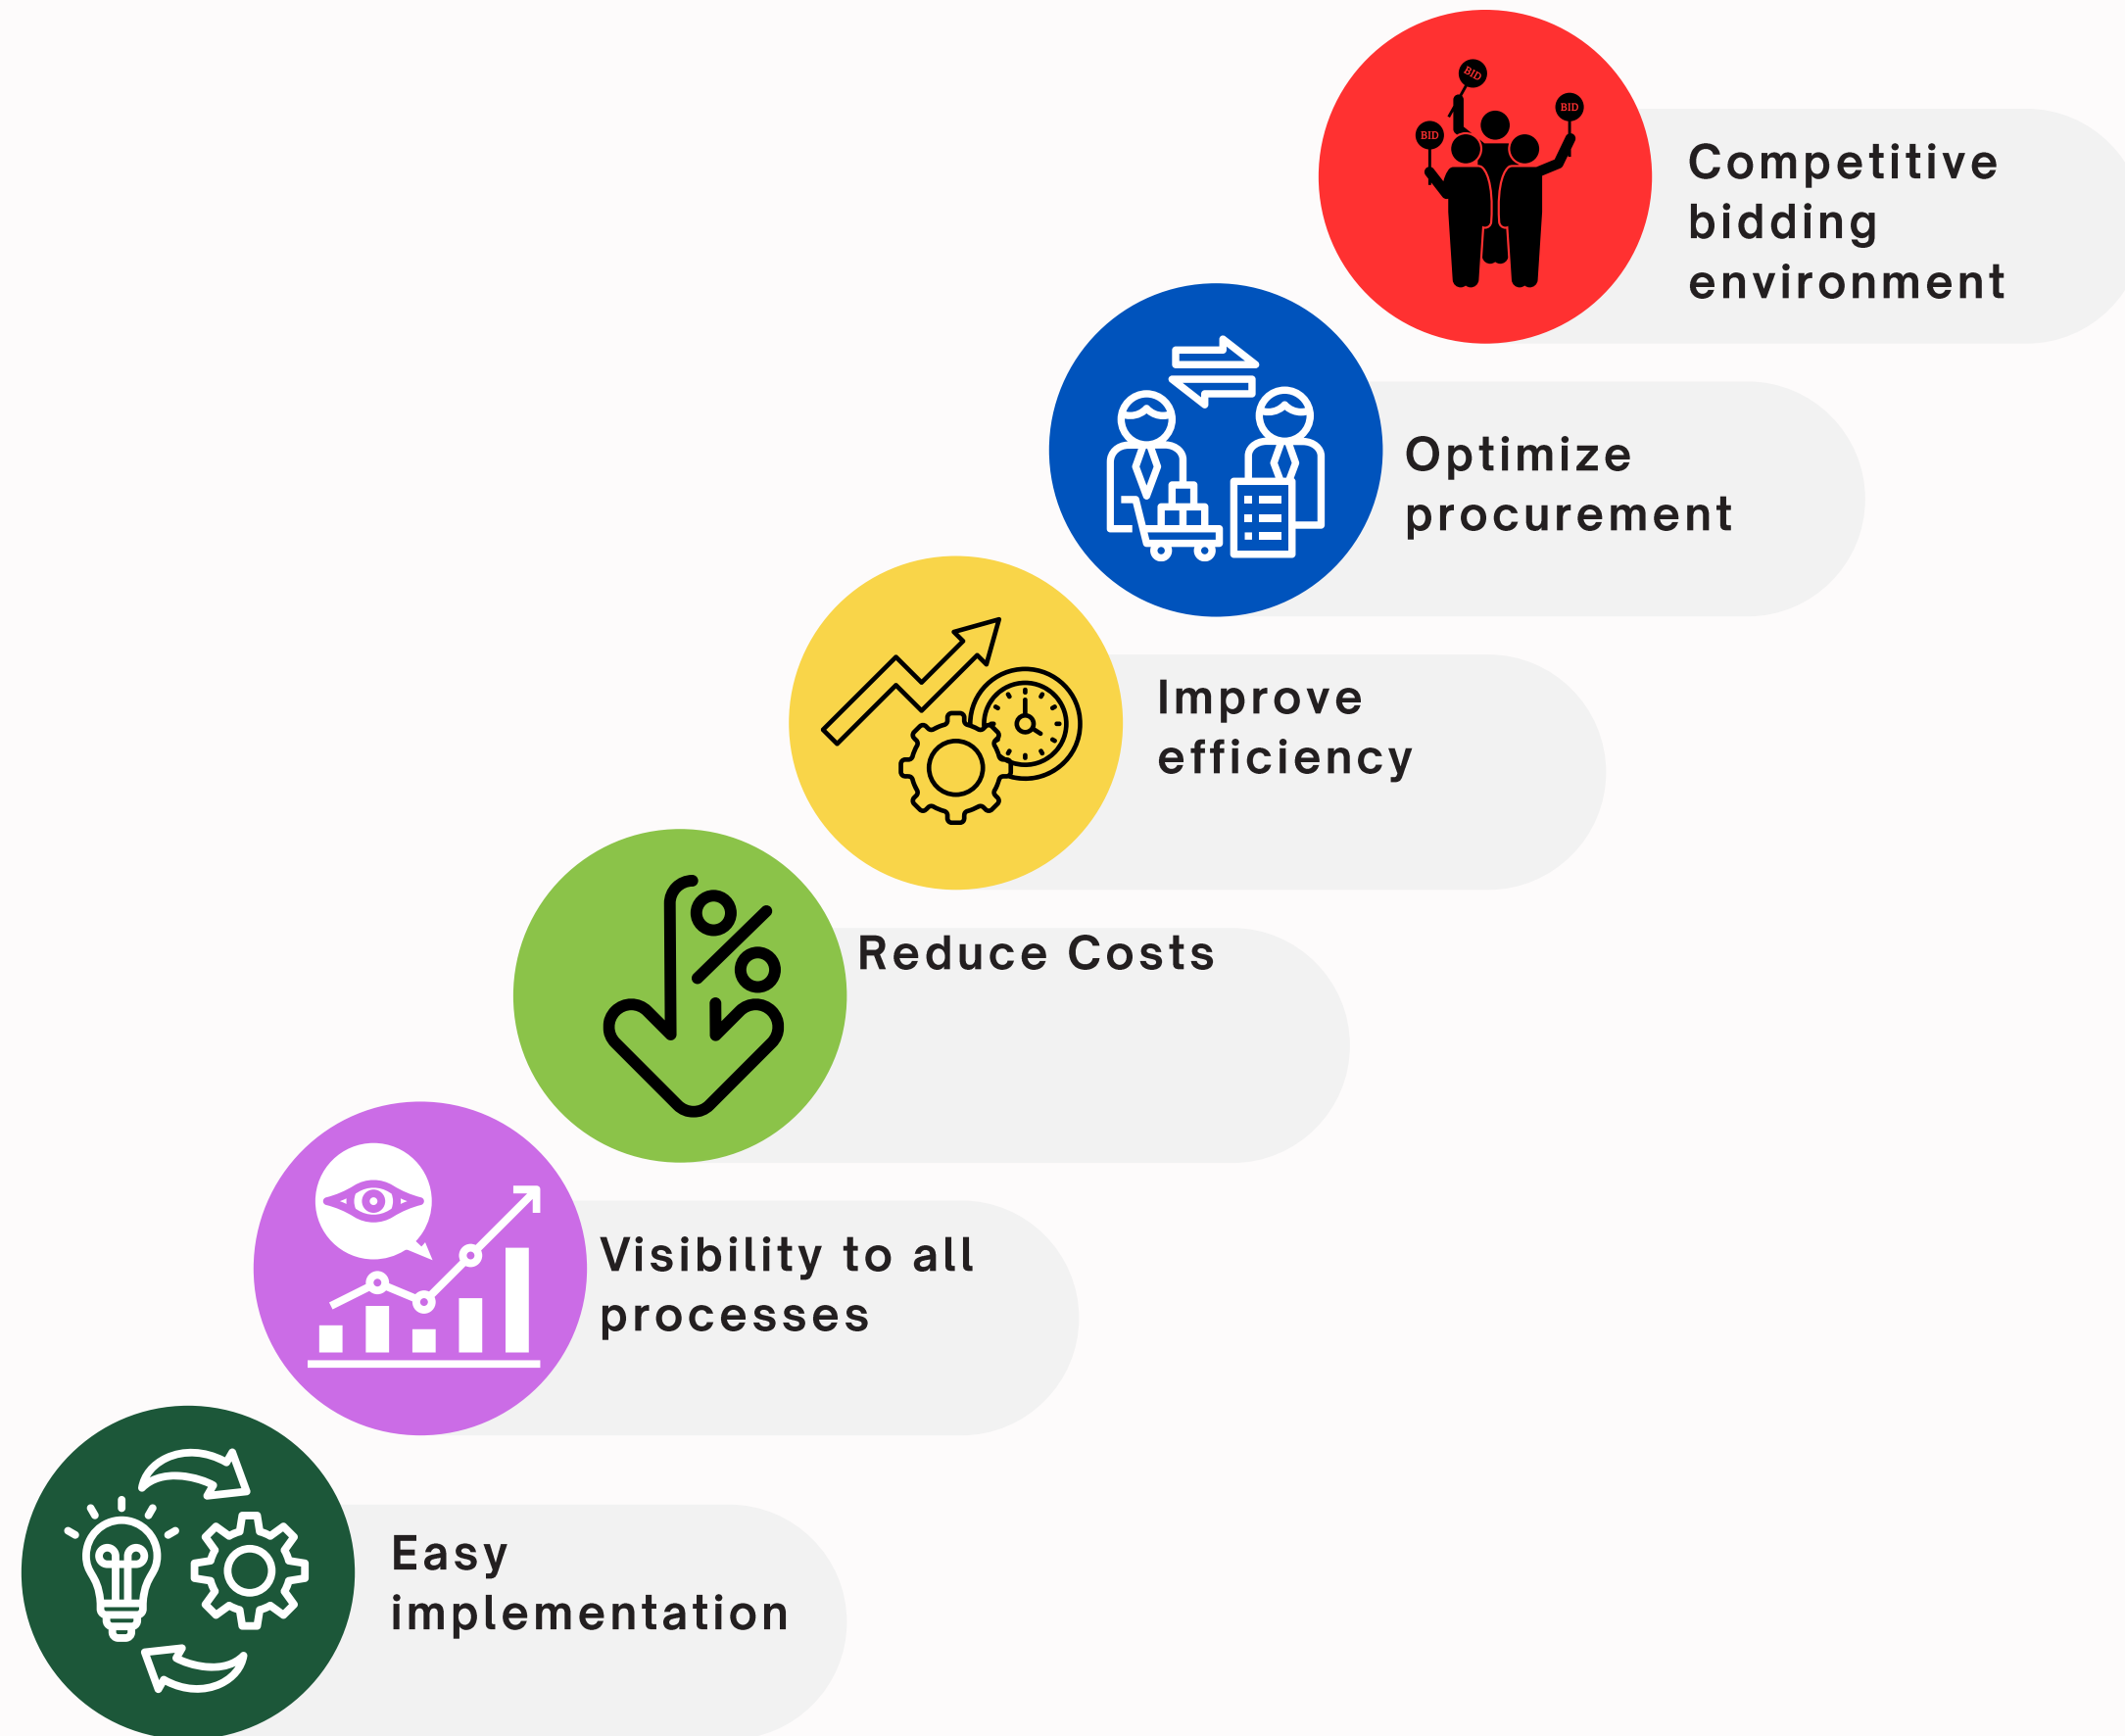 BID
BID
BID
Competitive
bidding
environment
Optimize
procurement
Improve
efficiency
Reduce Costs
Visibility to all
processes
Easy
implementation